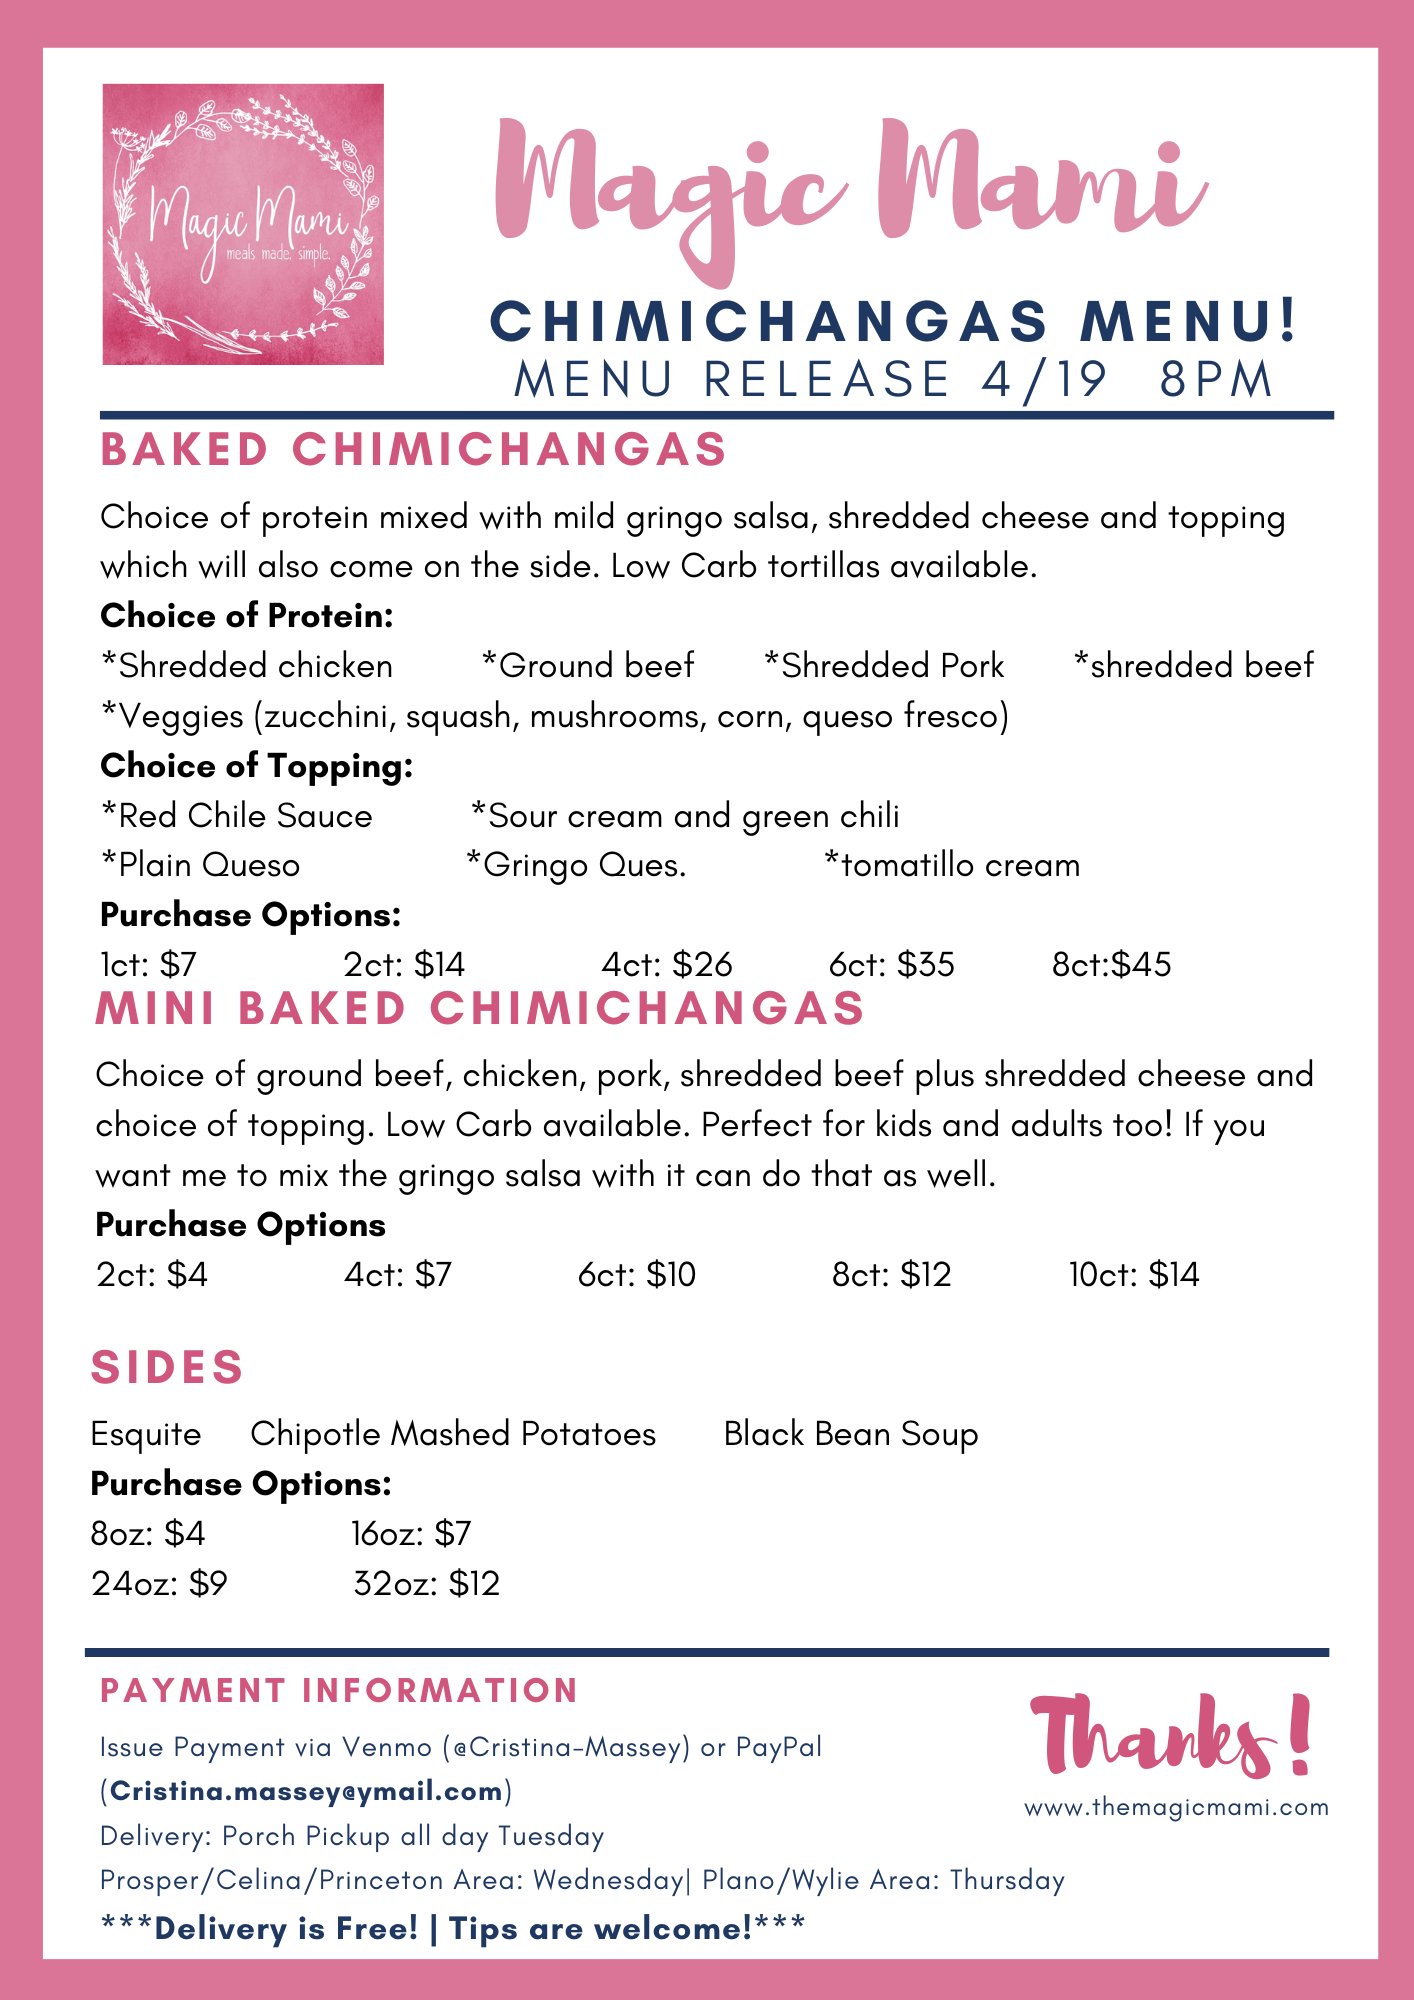 Magic Mami
meals made. simple.
Magic Mami
CHIMICHANGAS MENU!
MENU RELEASE 4/19 8PM
BAKED CHIMICHANGAS
Choice of protein mixed with mild gringo salsa, shredded cheese and topping
which will also come on the side. Low Carb tortillas available.
Choice of Protein:
*Shredded chicken *Ground beef *Shredded Pork *shredded beef
*Veggies (zucchini, squash, mushrooms, corn, queso fresco)
Choice of Topping:
*Red Chile Sauce *Sour cream and green chili
*Plain Queso *Gringo Ques. *tomatillo cream
Purchase Options:
1ct: $7 2ct: $14 4ct: $26 6ct: $35 8ct:$45
MINI BAKED CHIMICHANGAS
Choice of ground beef, chicken, pork, shredded beef plus shredded cheese and
choice of topping. Low Carb available. Perfect for kids and adults too! If you
want me to mix the gringo salsa with it can do that as well.
Purchase Options
2ct: $4 4ct: $7 6ct: $10 8ct: $12 10ct: $14
SIDES
Esquite Chipotle Mashed Potatoes Black Bean Soup
Purchase Options:
8oz: $4 16oz: $7
24oz: $9 32oz: $12
PAYMENT INFORMATION
Issue Payment via Venmo (@Cristina-Massey) or PayPal
(Cristina.massey@ymail.com)
Delivery: Porch Pickup all day Tuesday
Prosper/Celina/Princeton Area: Wednesday| Plano/Wylie Area: Thursday
***Delivery is Free! | Tips are welcome!***
Thanks!
www.themagicmami.com